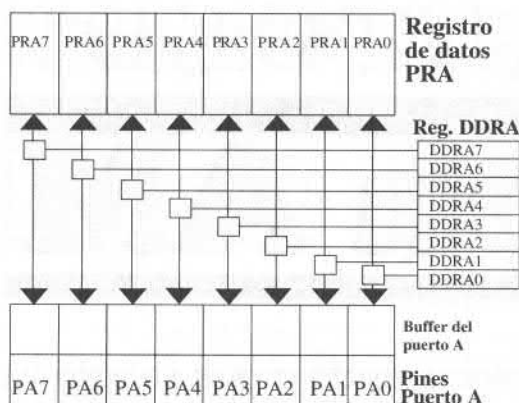 PRA7 PRA6 PRA5 PRA4 PRA3 PRA2 PRA1 PRA0
Registro
de datos
PRA
Reg. DDRA
DDRA7
DDRA6
DDRA5
DDRA4
DDRA3
DDRA2
DDRA1
DDRA0
Buffer del
puerto A
PA7 PA6 PA5 PA4 PA3 PA2 PA1 PA0
Pines
Puerto A